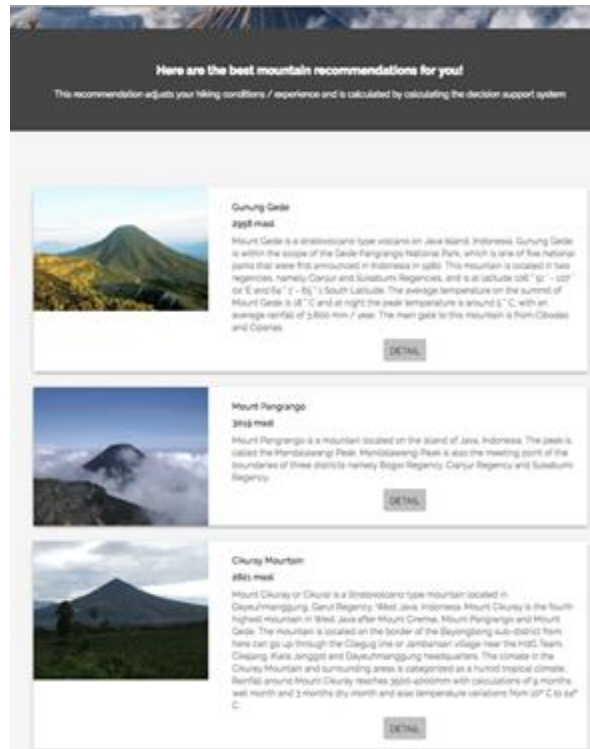 Here are the best mountain recommendations for you!
This recommendation adjusts your hiking conditions / experience and is calculated by calculating the decision support system
Gunung Gede
2958 masl
Mount Gede is a stratovolcano type volcano on Java Island, Indonesia. Gunung Gede
is within the scope of the Gede Pangrango National Park, which is one of five national
parks that were first announced in Indonesia in 1980. This mountain is located in two
regencies, namely Cianjur and Sukabumi Regencies, and is at latitude
South Latitude. The average temperature on the summit of
Mount Gede is 18 ° C and at night the peak temperature is around 5 ° C, with an
average rainfall of 3,600 mm / year. The main gate to this mountain is from Cibodas
and Cipanas.
DETAIL
Mount Pangrango
3019 masl
Mount Pangrango is a mountain located on the island of Java, Indonesia. The peak is
called the Mandalawangi Peak. Mandalawangi Peak is also the meeting point of the
boundaries of three districts namely Bogor Regency, Cianjur Regency and Sukabumi
Regency.
DETAIL
Cikuray Mountain
2821 masl
Mount Cikuray or Cikurai is a Stratovolcano type mountain located in
Dayeuhmanggung, Garut Regency, West Java, Indonesia. Mount Cikuray is the fourth
highest mountain in West Java after Mount Ciremai, Mount Pangrango and Mount
Gede. The mountain is located on the border of the Bayongbong sub-district from
here can go up through the Cilegug line or Jambansari village near the
Cikajang, and Dayeuhmanggung headquarters. The climate in the
Cikuray Mountain and surrounding areas is categorized as a humid tropical climate.
Rainfall around Mount Cikuray reaches 3500-4000mm with calculations of 9 months
wet month and 3 months dry month and also temperature variations from 10° C to 24°
C.
DETAIL